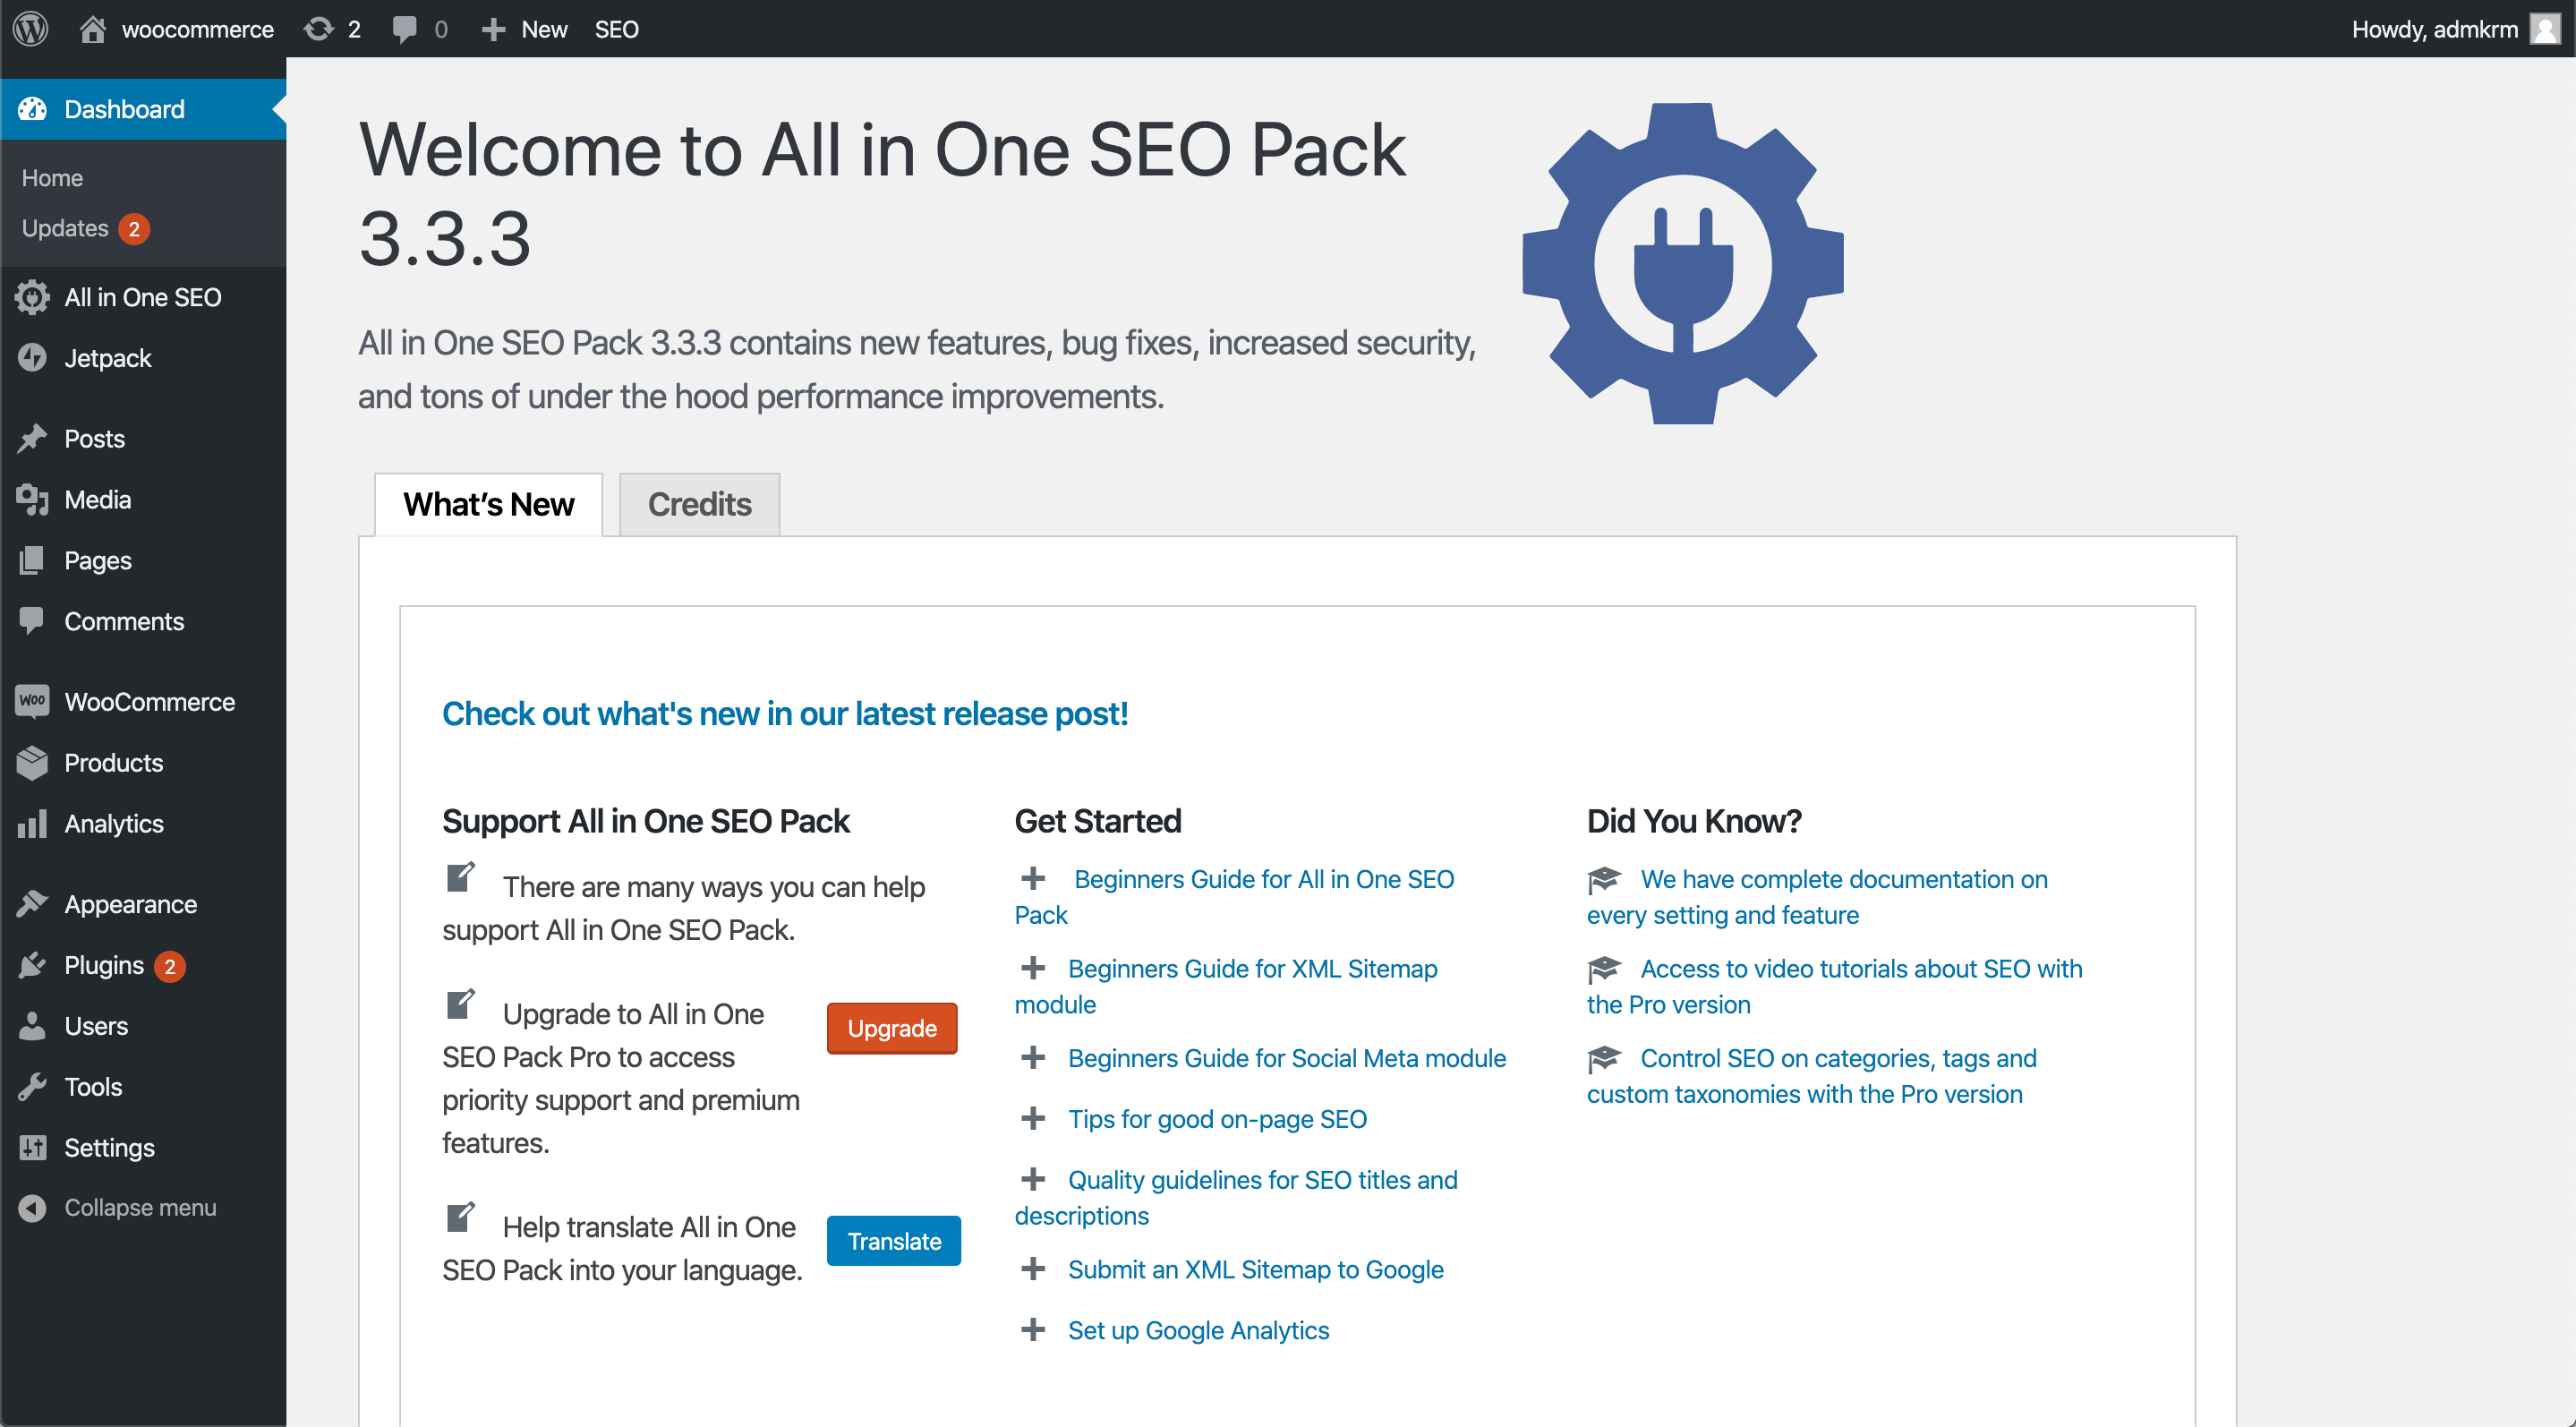 woocommerce 2 0 New SEO Howdy, admkrm
Dashboard
Home
Updates 2
All in One SEO
Jetpack
Posts
Media
Pages
Comments
WOO WooCommerce
Products
Analytics
Appearance
Plugins 2
Users
Tools
Settings
Collapse menu
Welcome to All in One SEO Pack
3.3.3
All in One SEO Pack 3.3.3 contains new features, bug fixes, increased security,
and tons of under the hood performance improvements.
What’s New Credits
Check out what's new in our latest release post!
Support All in One SEO Pack
There are many ways you can help
support All in One SEO Pack.
Upgrade to All in One
SEO Pack Pro to access
priority support and premium
features.
Upgrade
Help translate All in One
SEO Pack into your language.
Translate
Get Started
Beginners Guide for All in One SEO
Pack
Beginners Guide for XML Sitemap
module
Beginners Guide for Social Meta module
Tips for good on-page SEO
Quality guidelines for SEO titles and
descriptions
Submit an XML Sitemap to Google
Set up Google Analytics
Did You Know?
We have complete documentation on
every setting and feature
Access to video tutorials about SEO with
the Pro version
Control SEO on categories, tags and
custom taxonomies with the Pro version